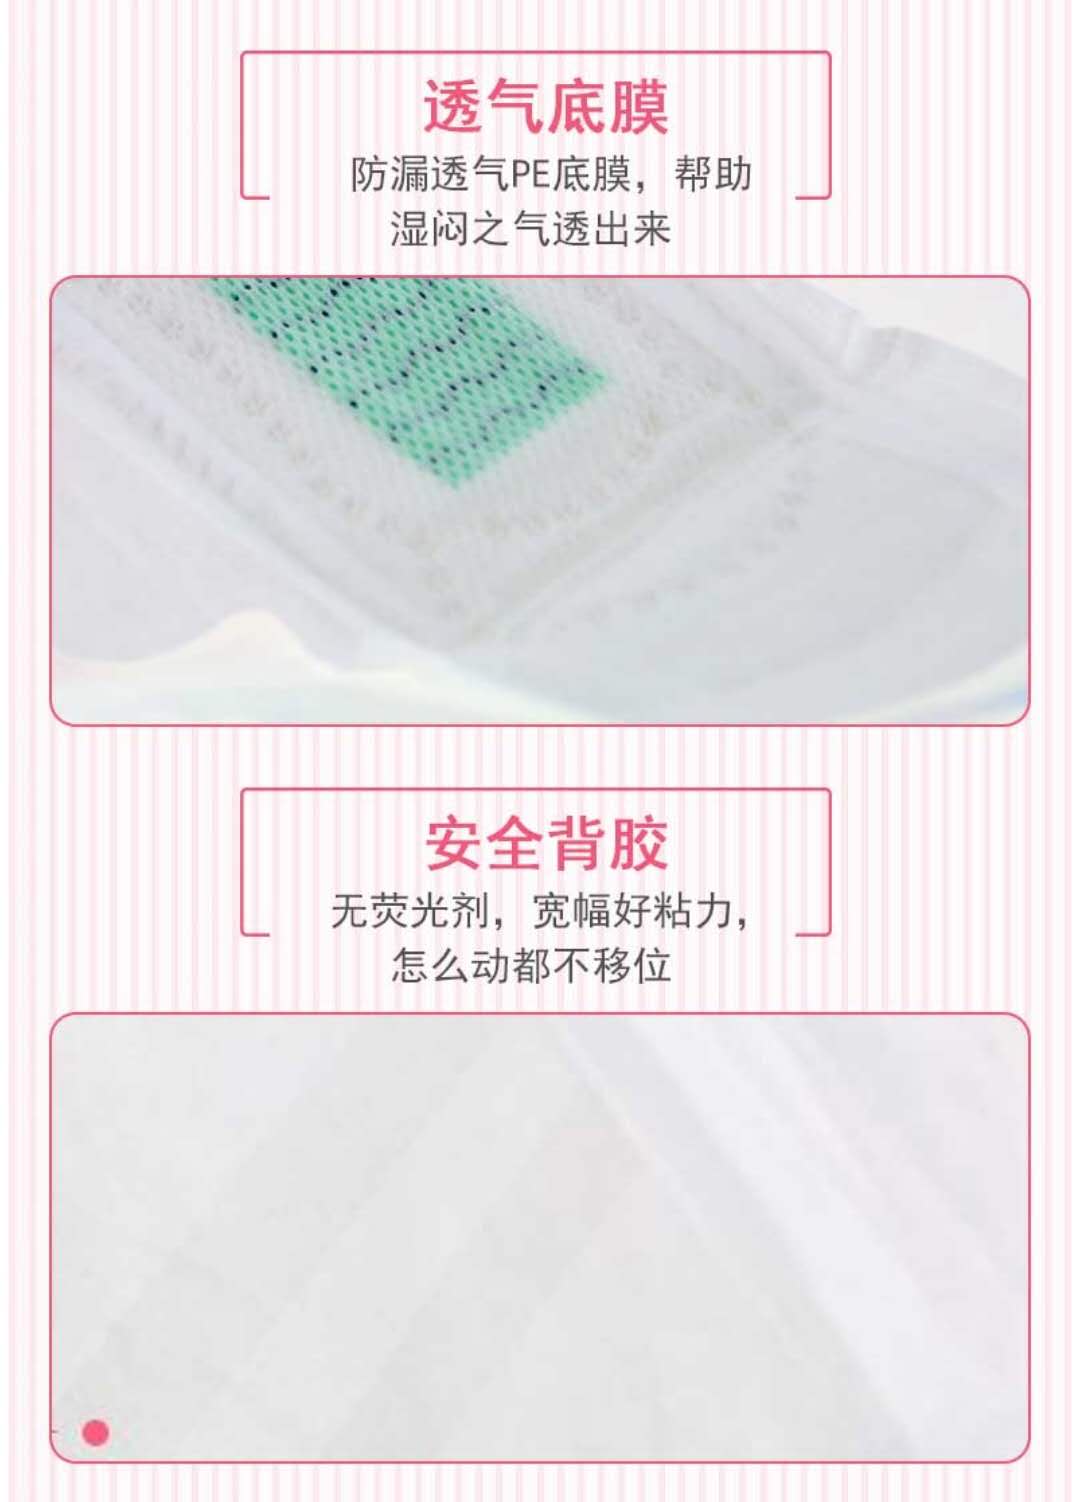 透气底膜
防漏透气PE底膜，帮助
湿闷之气透出来
安全背胶
无荧光剂，宽幅好粘力，
怎么动都不移位